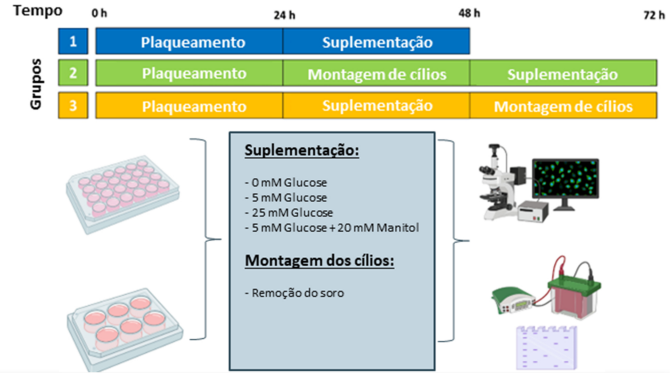 Tempo 0 h 24 h 48 h 72 h
Grupos
1 Plaqueamento Suplementação
2 Plaqueamento Montagem de cílios Suplementação
3 Plaqueamento Suplementação Montagem de cílios
Suplementação:
- 0 mM Glucose
- 5 mM Glucose
- 25 mM Glucose
- 5 mM Glucose + 20 mM Manitol
Montagem dos cílios:
- Remoção do soro